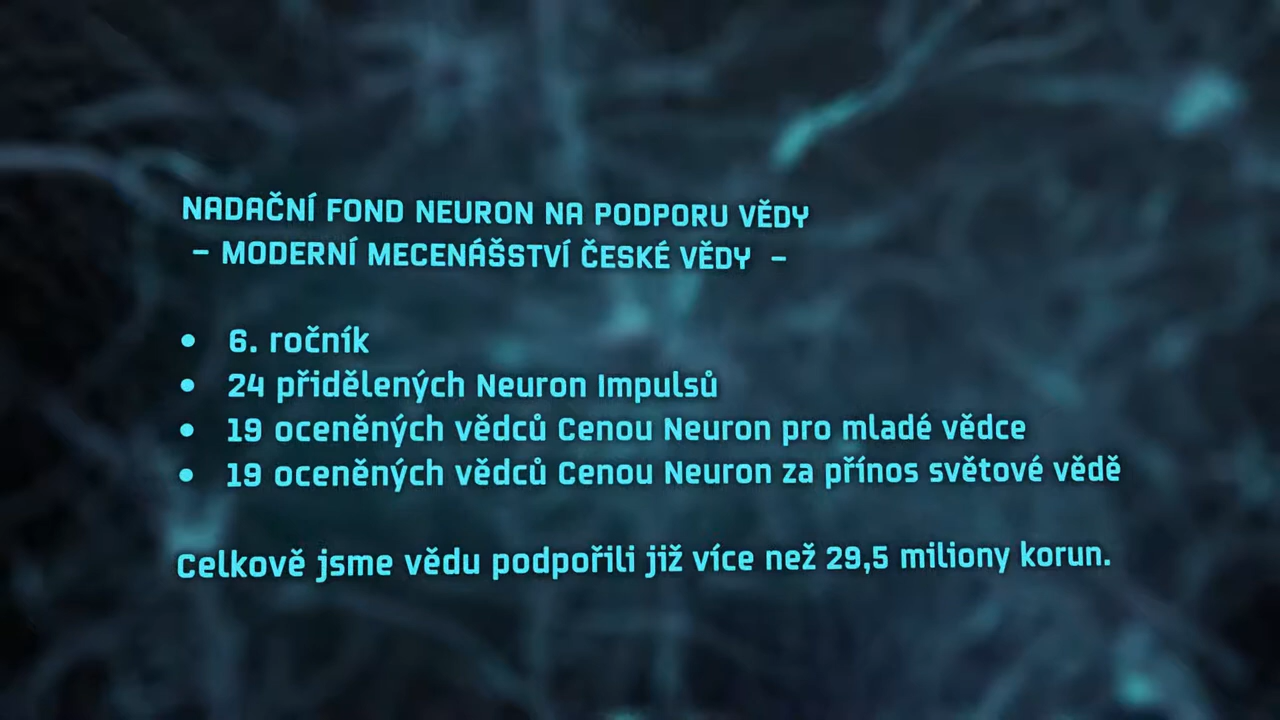 NADAČNÍ FOND NEURON NA PODPORU VĚDY
– MODERNÍ MECENÁŠSTVÍ ČESKÉ VĚDY –
• 6. ročník
• 24 přidělených Neuron Impulsů
• 19 oceněných vědců Cenou Neuron pro mladé vědce
• 19 oceněných vědců Cenou Neuron za přínos světové vědě
Celkově jsme vědu podpořili již více než 29,5 miliony korun.